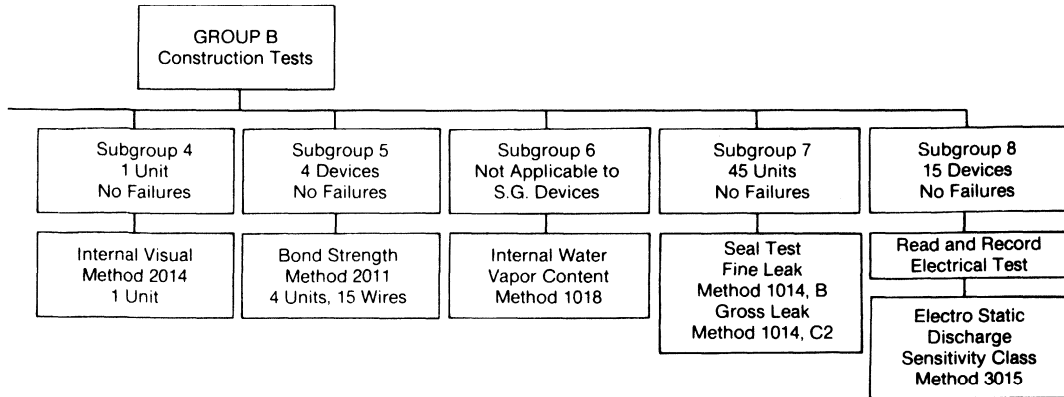 GROUP B
Construction Tests
Subgroup 4
1 Unit
No Failures
Internal Visual
Method 2014
1 Unit
Subgroup 5
4 Devices
No Failures
Bond Strength
Method 2011
4 Units, 15 Wires
Subgroup 6
Not Applicable to
S.G. Devices
Internal Water
Vapor Content
Method 1018
Subgroup 7
45 Units
No Failures
Seal Test
Fine Leak
Method 1014, B
Gross Leak
Method 1014, C2
Subgroup 8
15 Devices
No Failures
Read and Record
Electrical Test
Electro Static
Discharge
Sensitivity Class
Method 3015